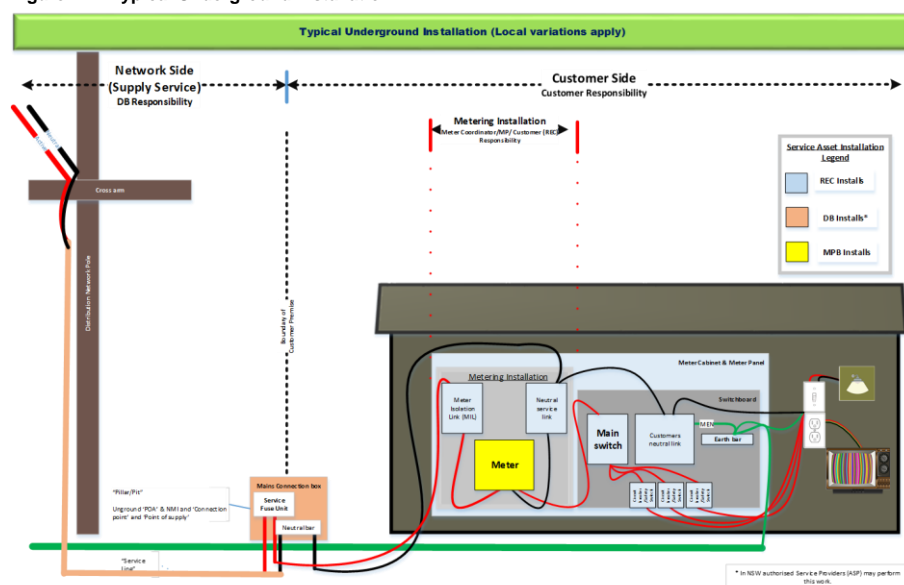 Typical Underground Installation (Local variations apply)
Network Side
(Supply Service)
DB Responsibility
Customer Side
Customer Responsibility
Metering Installation
Meter Coordinator/MP/ Customer (REC)
Responsibility
Service Asset Installation
Legend
REC Installs
DB Installs*
MPB Installs
Cross arm
Distribution Network Pole
Boundary of
Customer Premise
Meter Cabinet & Meter Panel
Metering Installation
Meter
Isolation
Link (MIL)
Neutral
service
link
Meter
Switchboard
Main
switch
Customers
neutral link
MEN
Earth bar
Mains Connection box
Service
Fuse Unit
Neutral bar
"Pillar/Pit"
Unground 'POA' & NMI and 'Connection
point' and 'Point of supply'
"Service
line"
* In NSW authorised Service Providers (ASP) may perform
this work.